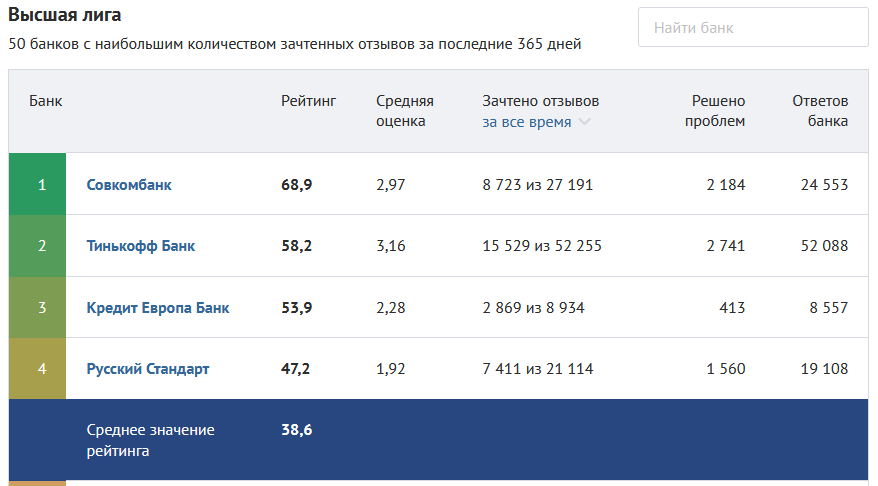 Высшая лига
50 банков с наибольшим количеством зачтенных отзывов за последние 365 дней
Найти банк
Банк Рейтинг Средняя оценка Зачтено отзывов за все время Решено проблем Ответов банка
1 Совкомбанк 68,9 2,97 8 723 из 27 191 2 184 24 553
2 Тинькофф Банк 58,2 3,16 15 529 из 52 255 2 741 52 088
3 Кредит Европа Банк 53,9 2,28 2 869 из 8 934 413 8 557
4 Русский Стандарт 47,2 1,92 7 411 из 21 114 1 560 19 108
Среднее значение рейтинга 38,6